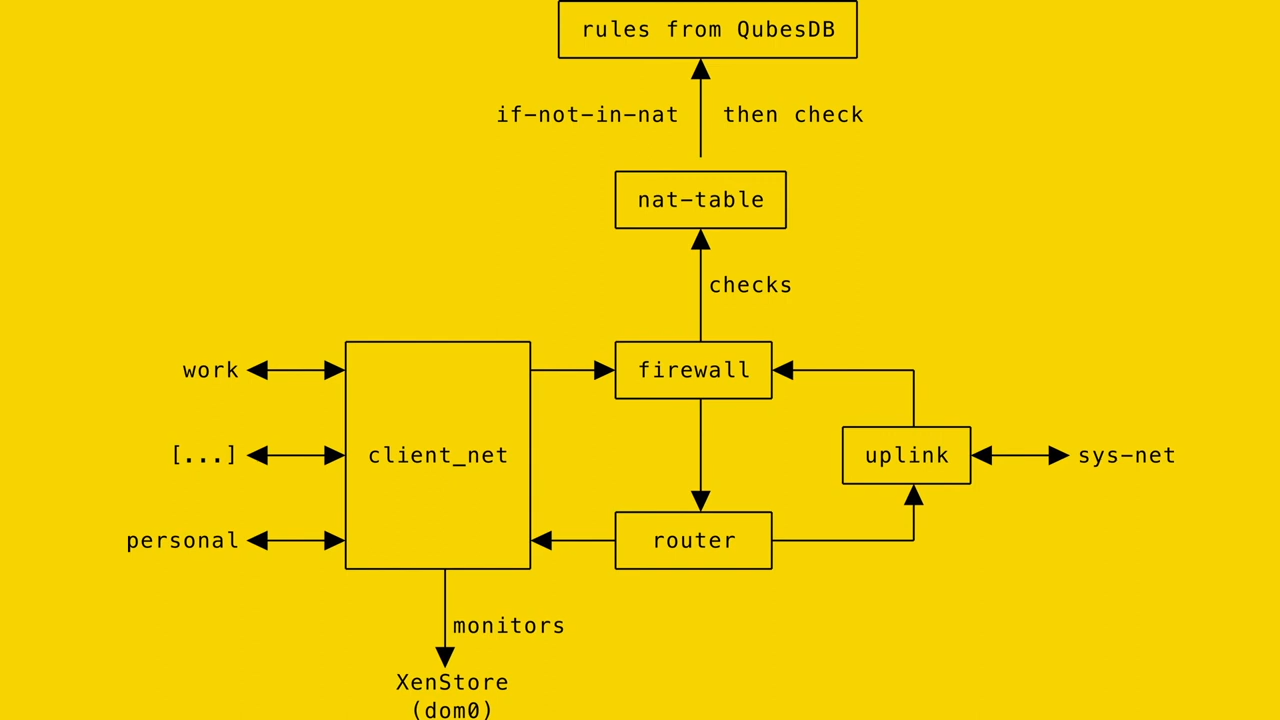 rules from QubesDB
if-not-in-nat then check
nat-table
checks
work
firewall
[...]
client_net
uplink
sys-net
personal
router
monitors
XenStore
(dom0)